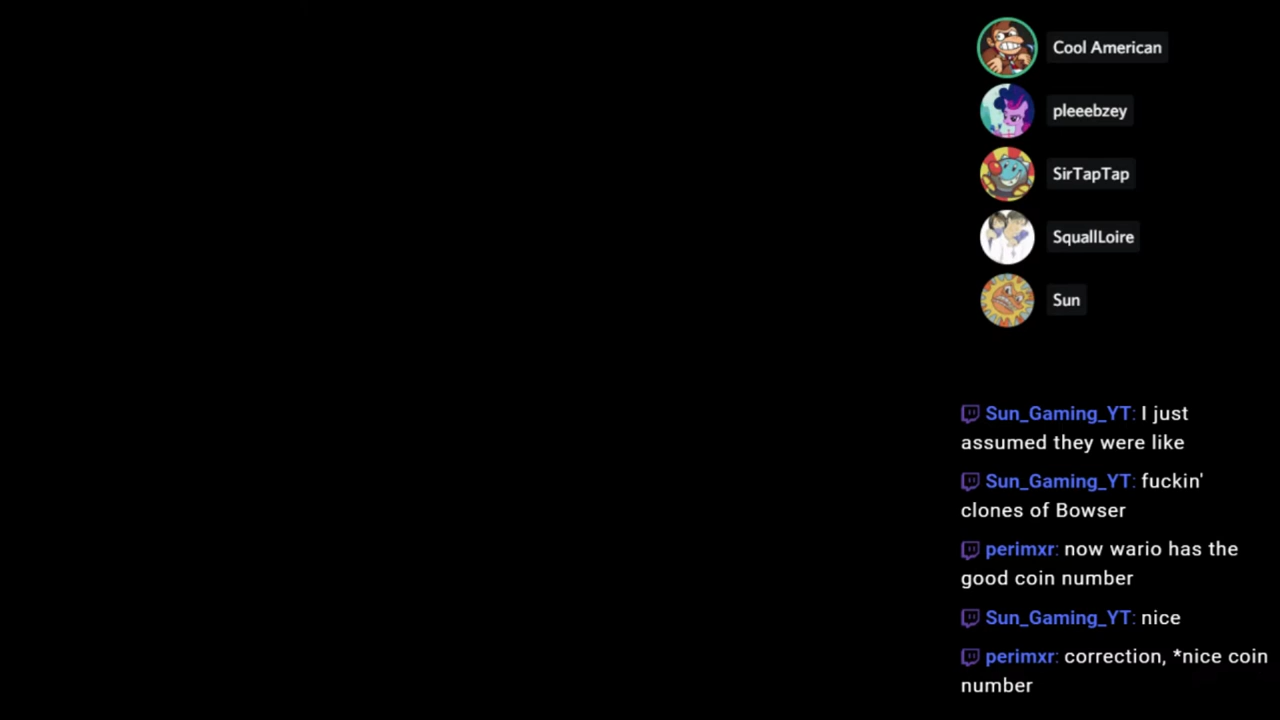 Cool American
pleeebzey
SirTapTap
SquallLoire
Sun
Sun_Gaming_YT: I just
assumed they were like
Sun_Gaming_YT: fuckin'
clones of Bowser
perimxr: now wario has the
good coin number
Sun_Gaming_YT: nice
perimxr: correction, *nice coin
number